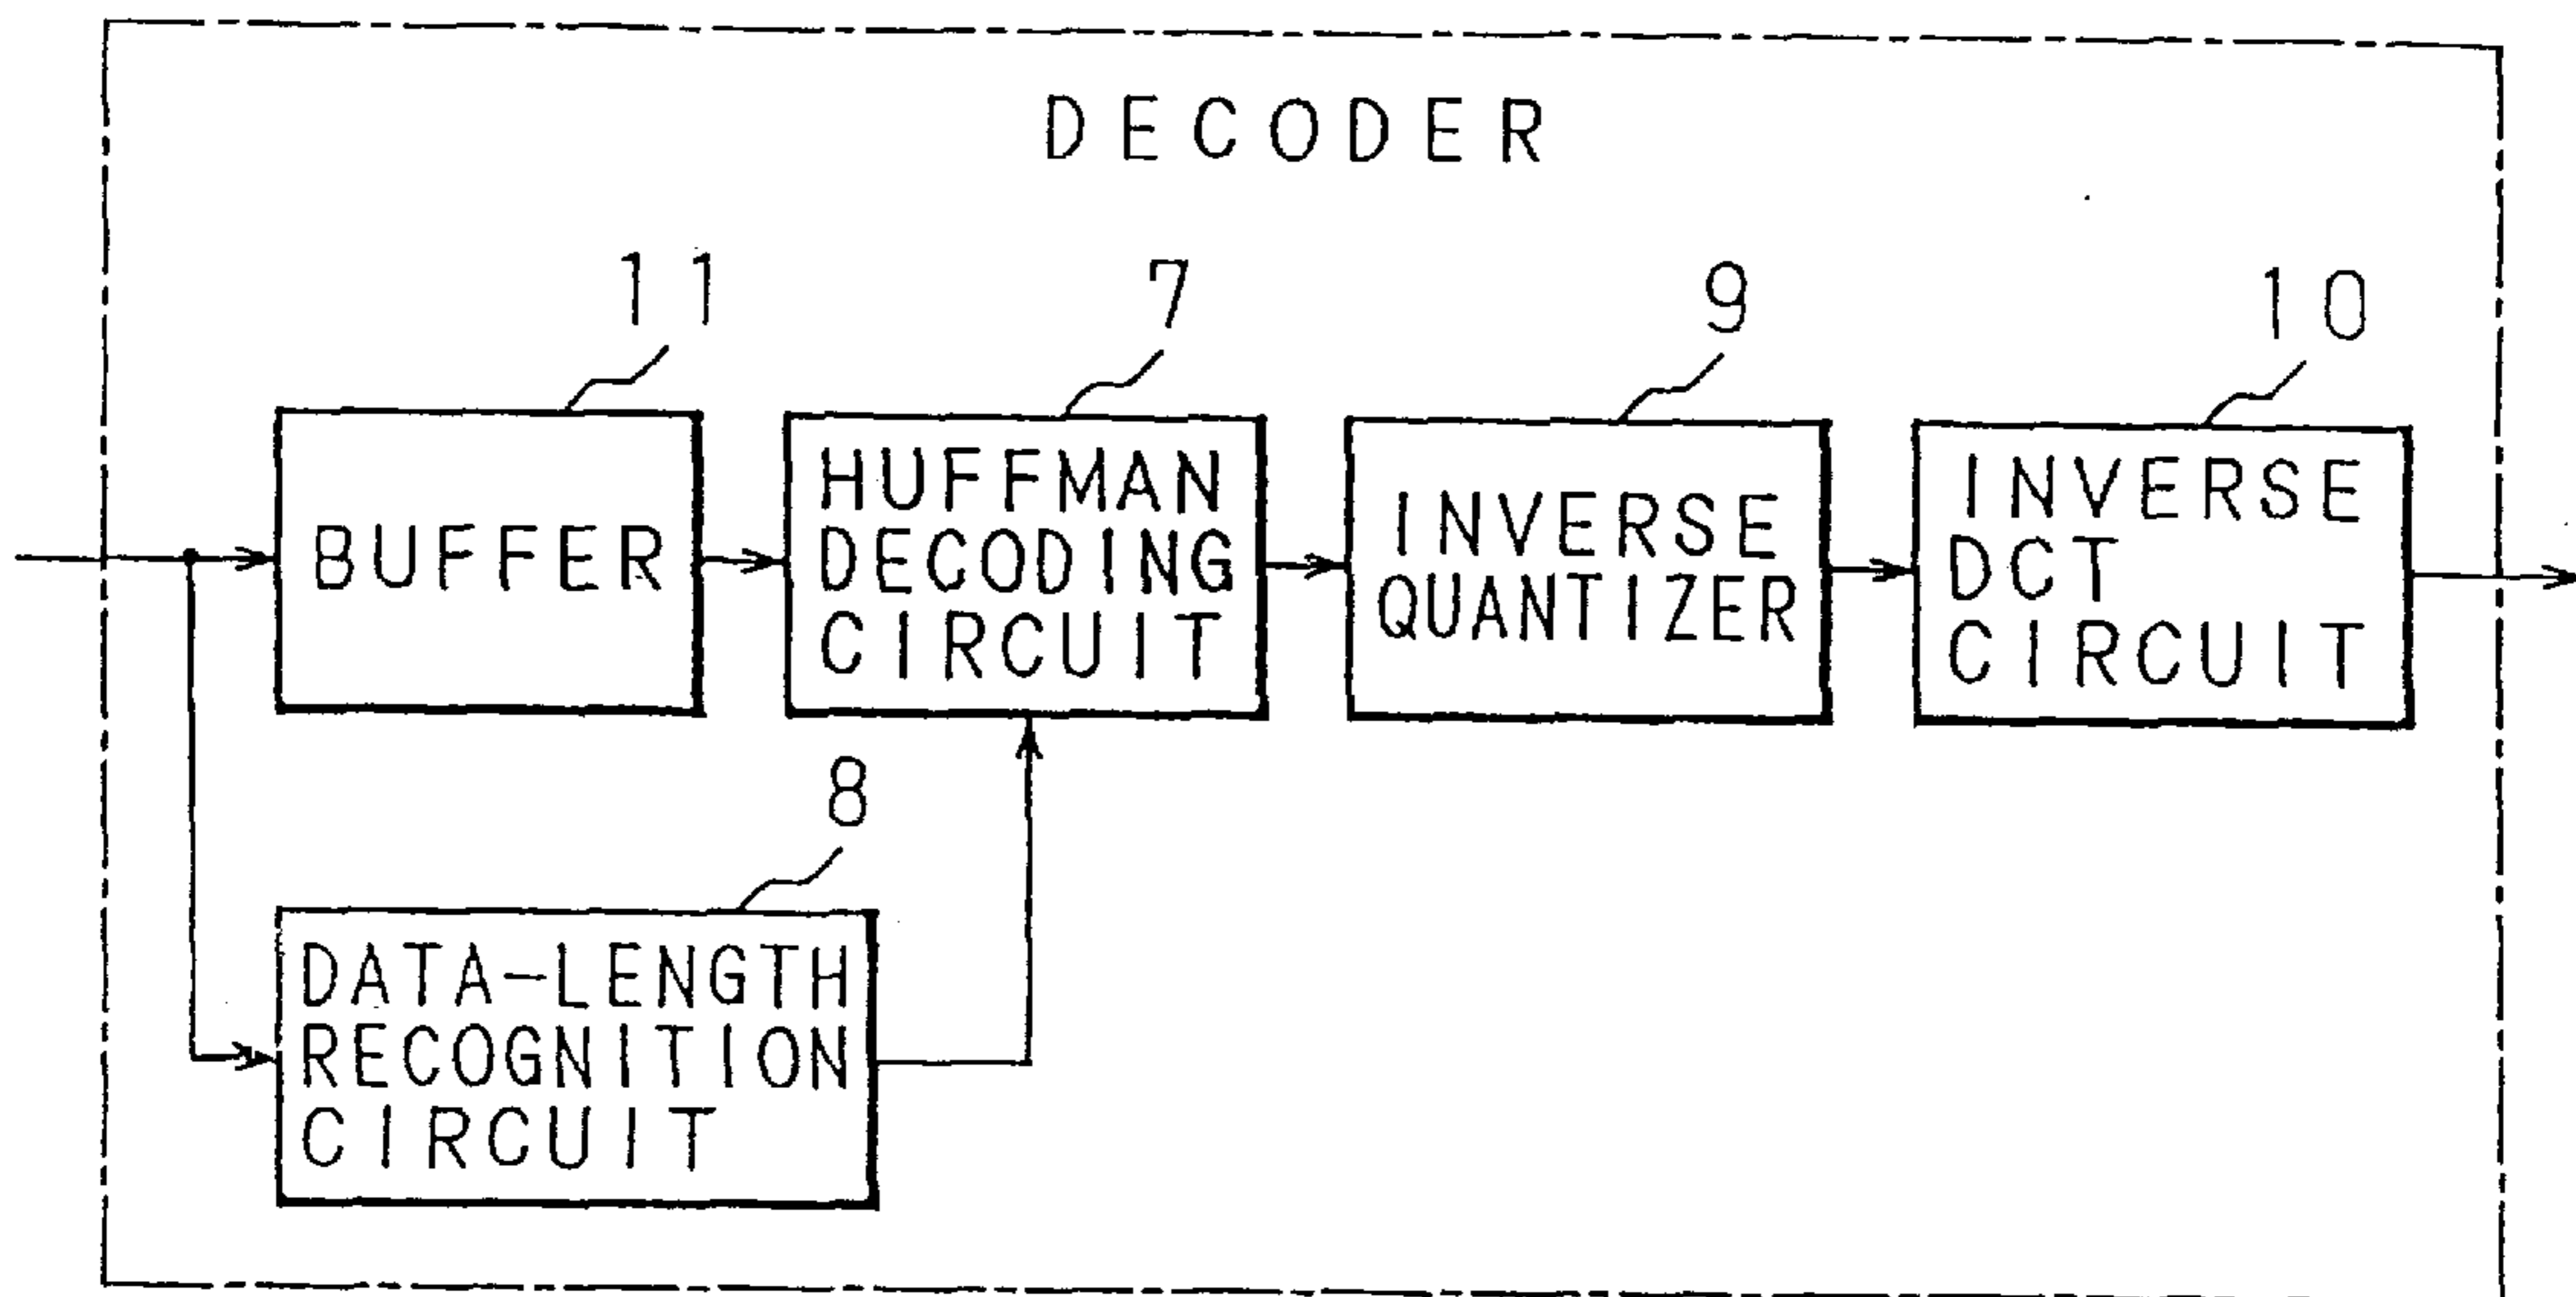 DECODER
11
7
9
10
BUFFER
HUFFMAN
DECODING
CIRCUIT
INVERSE
QUANTIZER
INVERSE
DCT
CIRCUIT
8
DATA-LENGTH
RECOGNITION
CIRCUIT